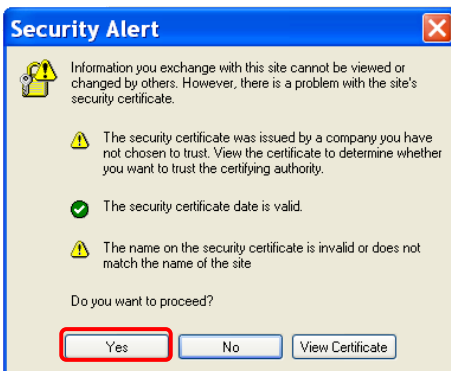 Security Alert
Information you exchange with this site cannot be viewed or
changed by others. However, there is a problem with the site's
security certificate.
The security certificate was issued by a company you have
not chosen to trust. View the certificate to determine whether
you want to trust the certifying authority.
The security certificate date is valid.
The name on the security certificate is invalid or does not
match the name of the site
Do you want to proceed?
Yes No View Certificate